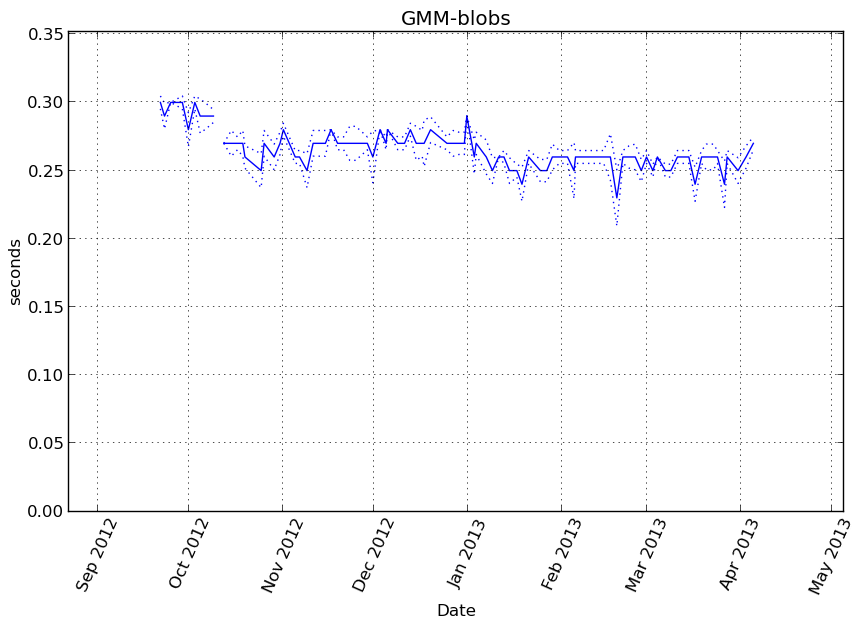 GMM-blobs
0.35
0.30
0.25
0.20
0.15
0.10
0.05
0.00
seconds
Sep 2012
Oct 2012
Nov 2012
Dec 2012
Jan 2013
Feb 2013
Mar 2013
Apr 2013
May 2013
Date